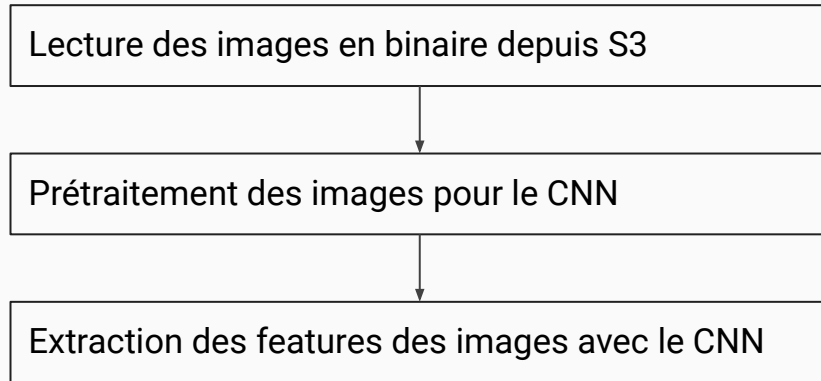 Lecture des images en binaire depuis S3
Prétraitement des images pour le CNN
Extraction des features des images avec le CNN